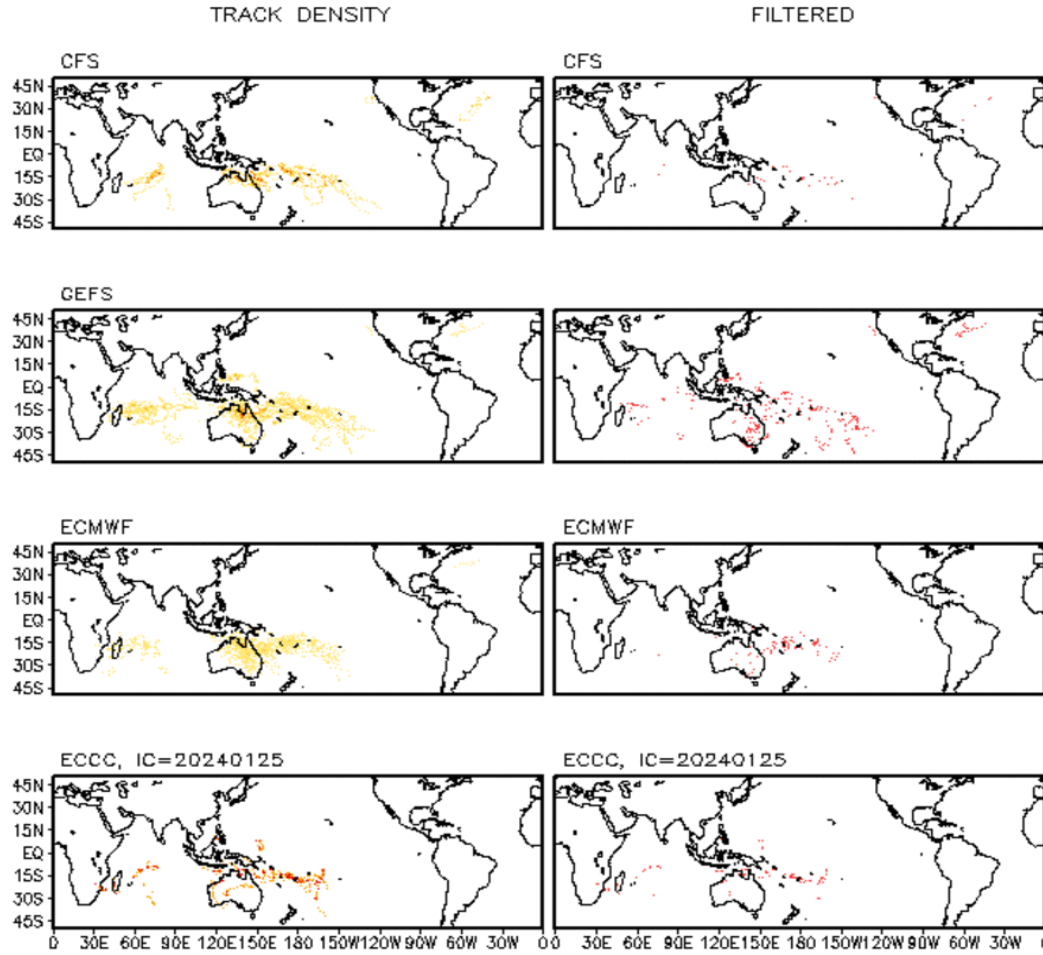 TRACK DENSITY FILTERED
CFS CFS
45N
30N
15N
EQ
15S
30S
45S
GEFS GEFS
45N
30N
15N
EQ
15S
30S
45S
ECMWF ECMWF
45N
30N
15N
EQ
15S
30S
45S
ECCC, IC=20240125 ECCC, IC=20240125
45N
30N
15N
EQ
15S
30S
45S
0 30E 60E 90E 120E 150E 180 150W 120W 90W 60W 30W 0 30E 60E 90E 120E 150E 180 150W 120W 90W 60W 30W